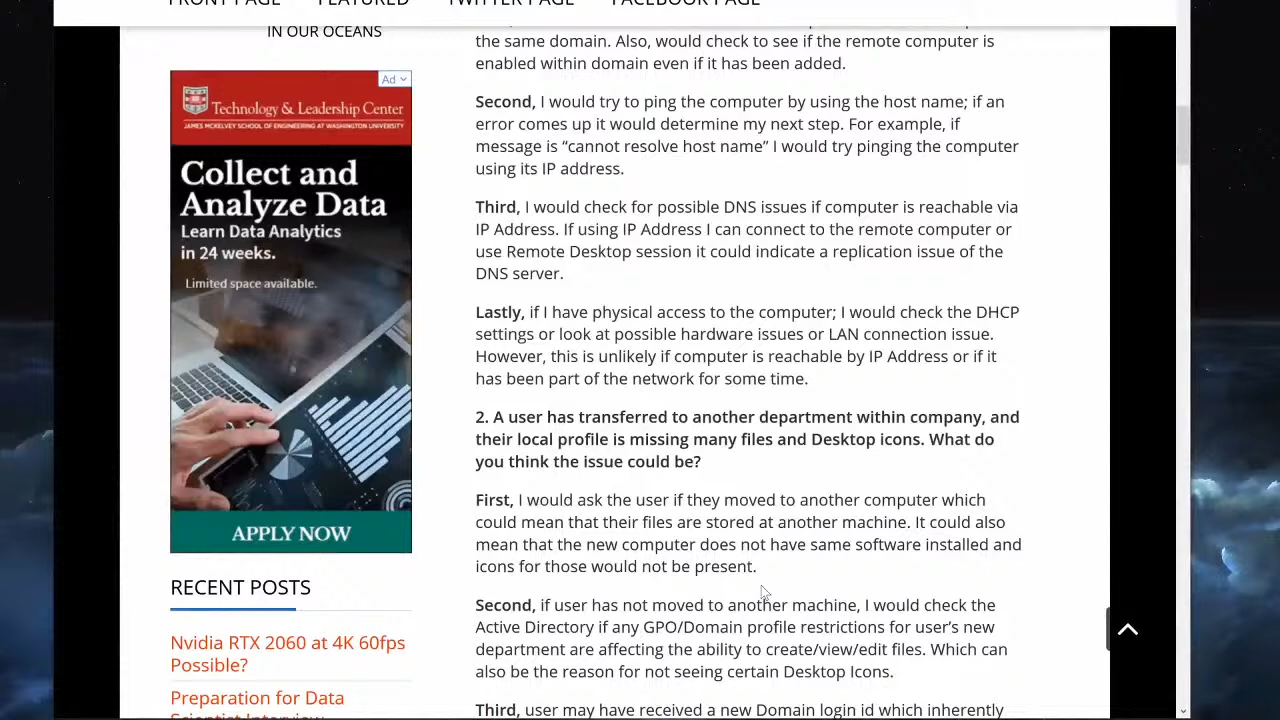 FRONT PAGE FEATURED TWITTER PAGE FACEBOOK PAGE
IN OUR OCEANS
Ad
Technology & Leadership Center
JAMES MCKELVEY SCHOOL OF ENGINEERING AT WASHINGTON UNIVERSITY
Collect and
Analyze Data
Learn Data Analytics
in 24 weeks.
Limited space available.
APPLY NOW
RECENT POSTS
Nvidia RTX 2060 at 4K 60fps
Possible?
Preparation for Data
Scientist Interview
the same domain. Also, would check to see if the remote computer is
enabled within domain even if it has been added.
Second, I would try to ping the computer by using the host name; if an
error comes up it would determine my next step. For example, if
message is “cannot resolve host name” I would try pinging the computer
using its IP address.
Third, I would check for possible DNS issues if computer is reachable via
IP Address. If using IP Address I can connect to the remote computer or
use Remote Desktop session it could indicate a replication issue of the
DNS server.
Lastly, if I have physical access to the computer; I would check the DHCP
settings or look at possible hardware issues or LAN connection issue.
However, this is unlikely if computer is reachable by IP Address or if it
has been part of the network for some time.
2. A user has transferred to another department within company, and
their local profile is missing many files and Desktop icons. What do
you think the issue could be?
First, I would ask the user if they moved to another computer which
could mean that their files are stored at another machine. It could also
mean that the new computer does not have same software installed and
icons for those would not be present.
Second, if user has not moved to another machine, I would check the
Active Directory if any GPO/Domain profile restrictions for user’s new
department are affecting the ability to create/view/edit files. Which can
also be the reason for not seeing certain Desktop Icons.
Third, user may have received a new Domain login id which inherently